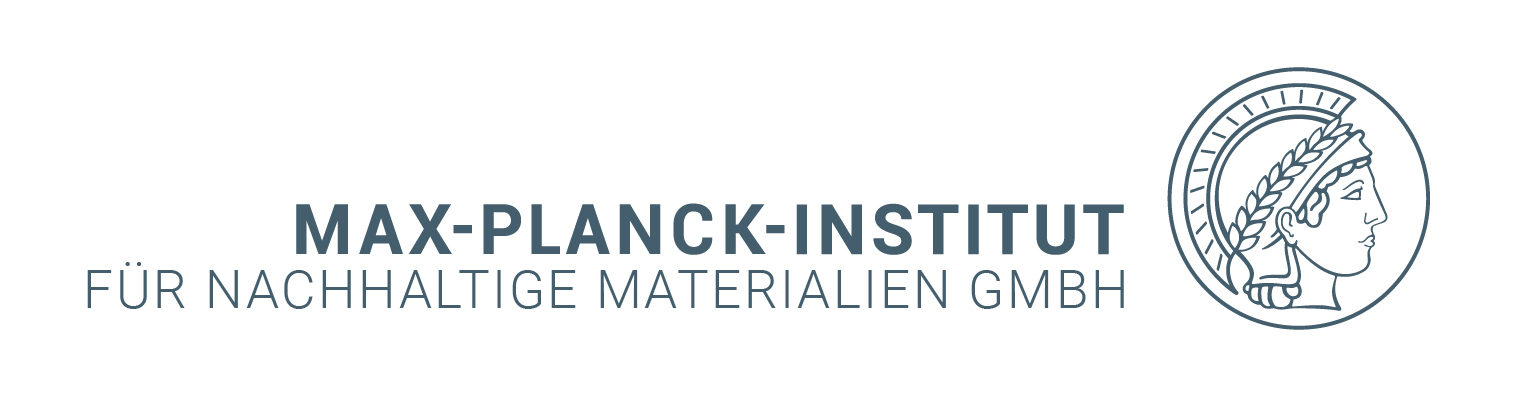 MAX-PLANCK-INSTITUT
FÜR NACHHALTIGE MATERIALIEN GMBH